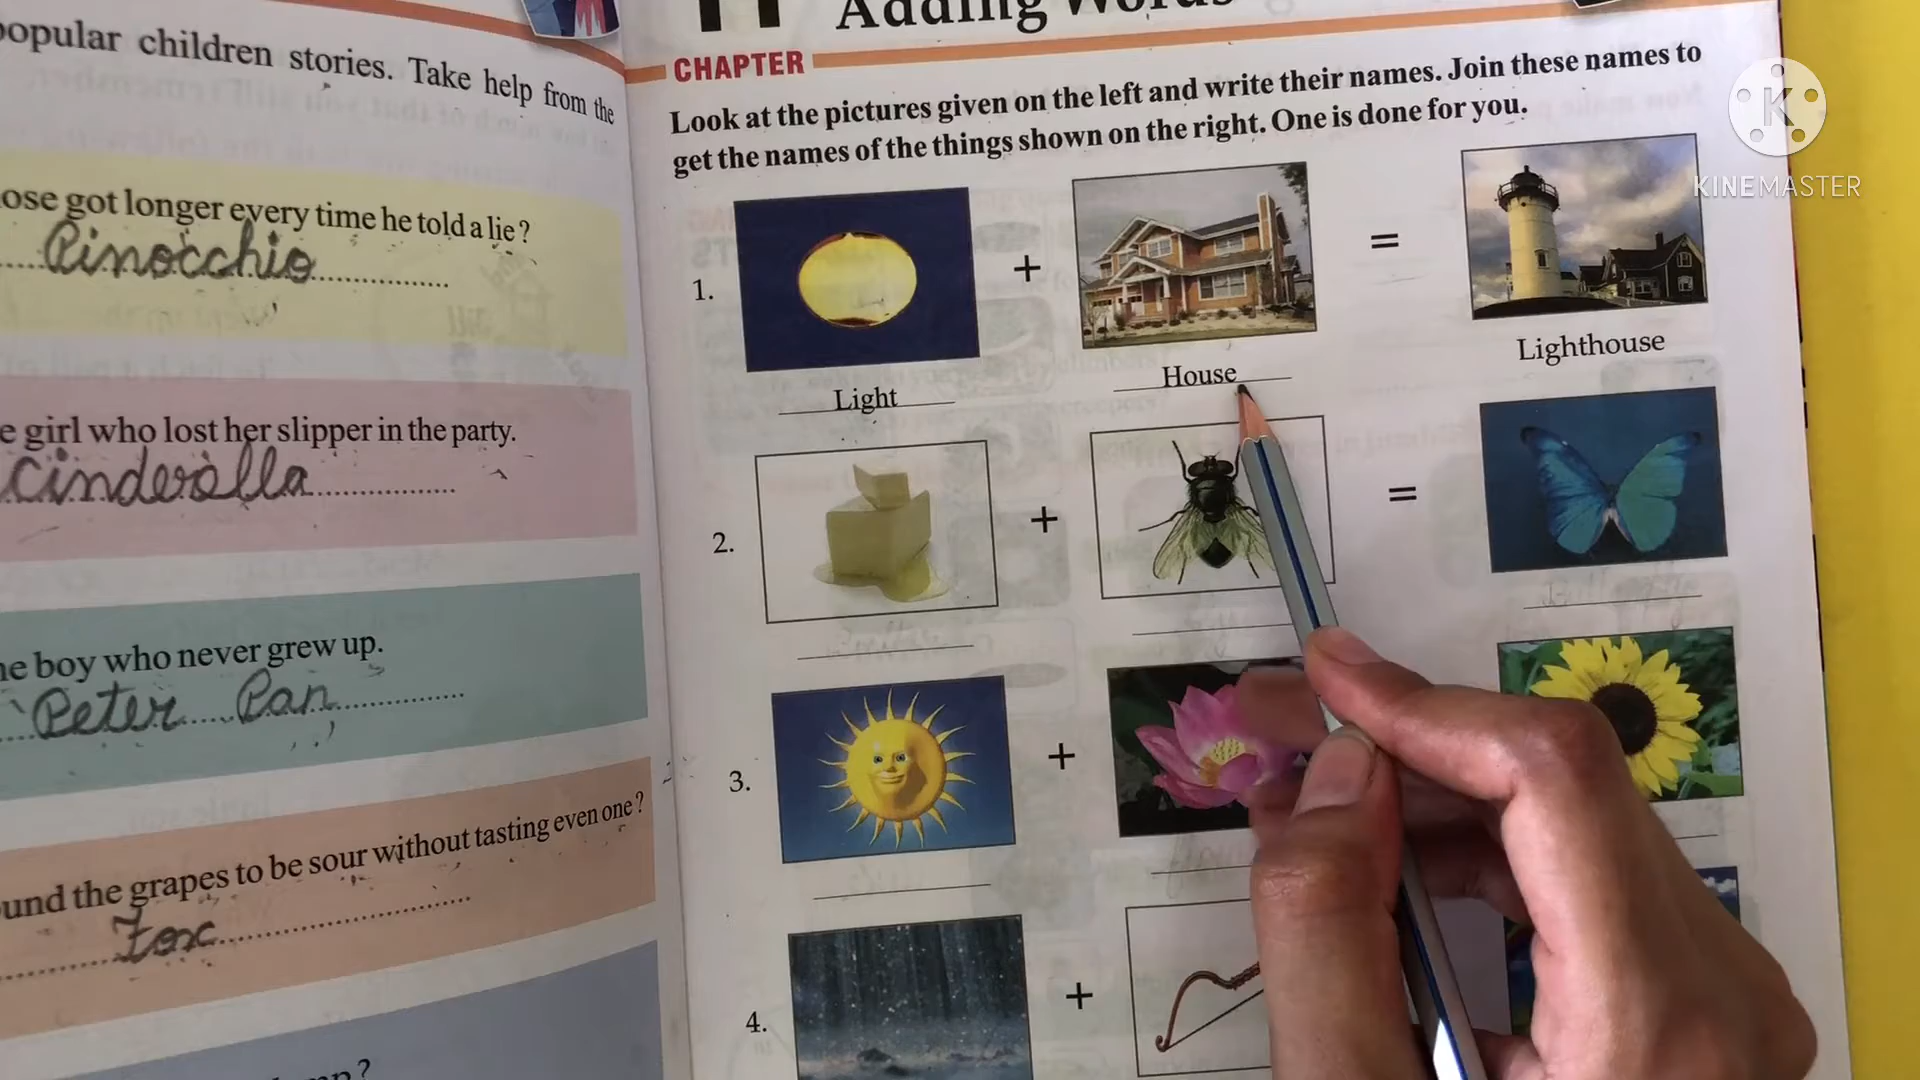 popular children stories. Take help from the
ose got longer every time he told a lie?
Pinocchio
e girl who lost her slipper in the party.
Cinderella
he boy who never grew up.
Peter Pan
und the grapes to be sour without tasting even one?
Fox
?
11 Adding Words
CHAPTER
Look at the pictures given on the left and write their names. Join these names to
get the names of the things shown on the right. One is done for you.
1. + =
Light House Lighthouse
2. + =
3. +
4. +
K
KINEMASTER